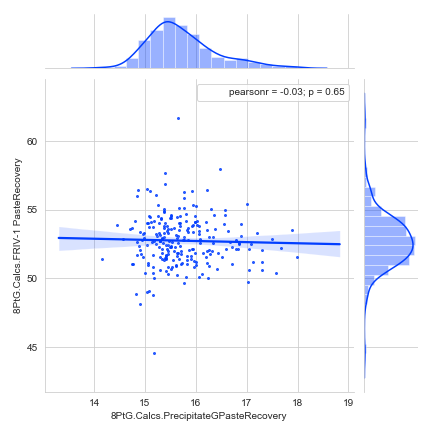 pearsonr = -0.03; p = 0.65
60
55
50
45
8PtG.Calcs.FRIV-1 PasteRecovery
14 15 16 17 18 19
8PtG.Calcs.PrecipitateGPasteRecovery